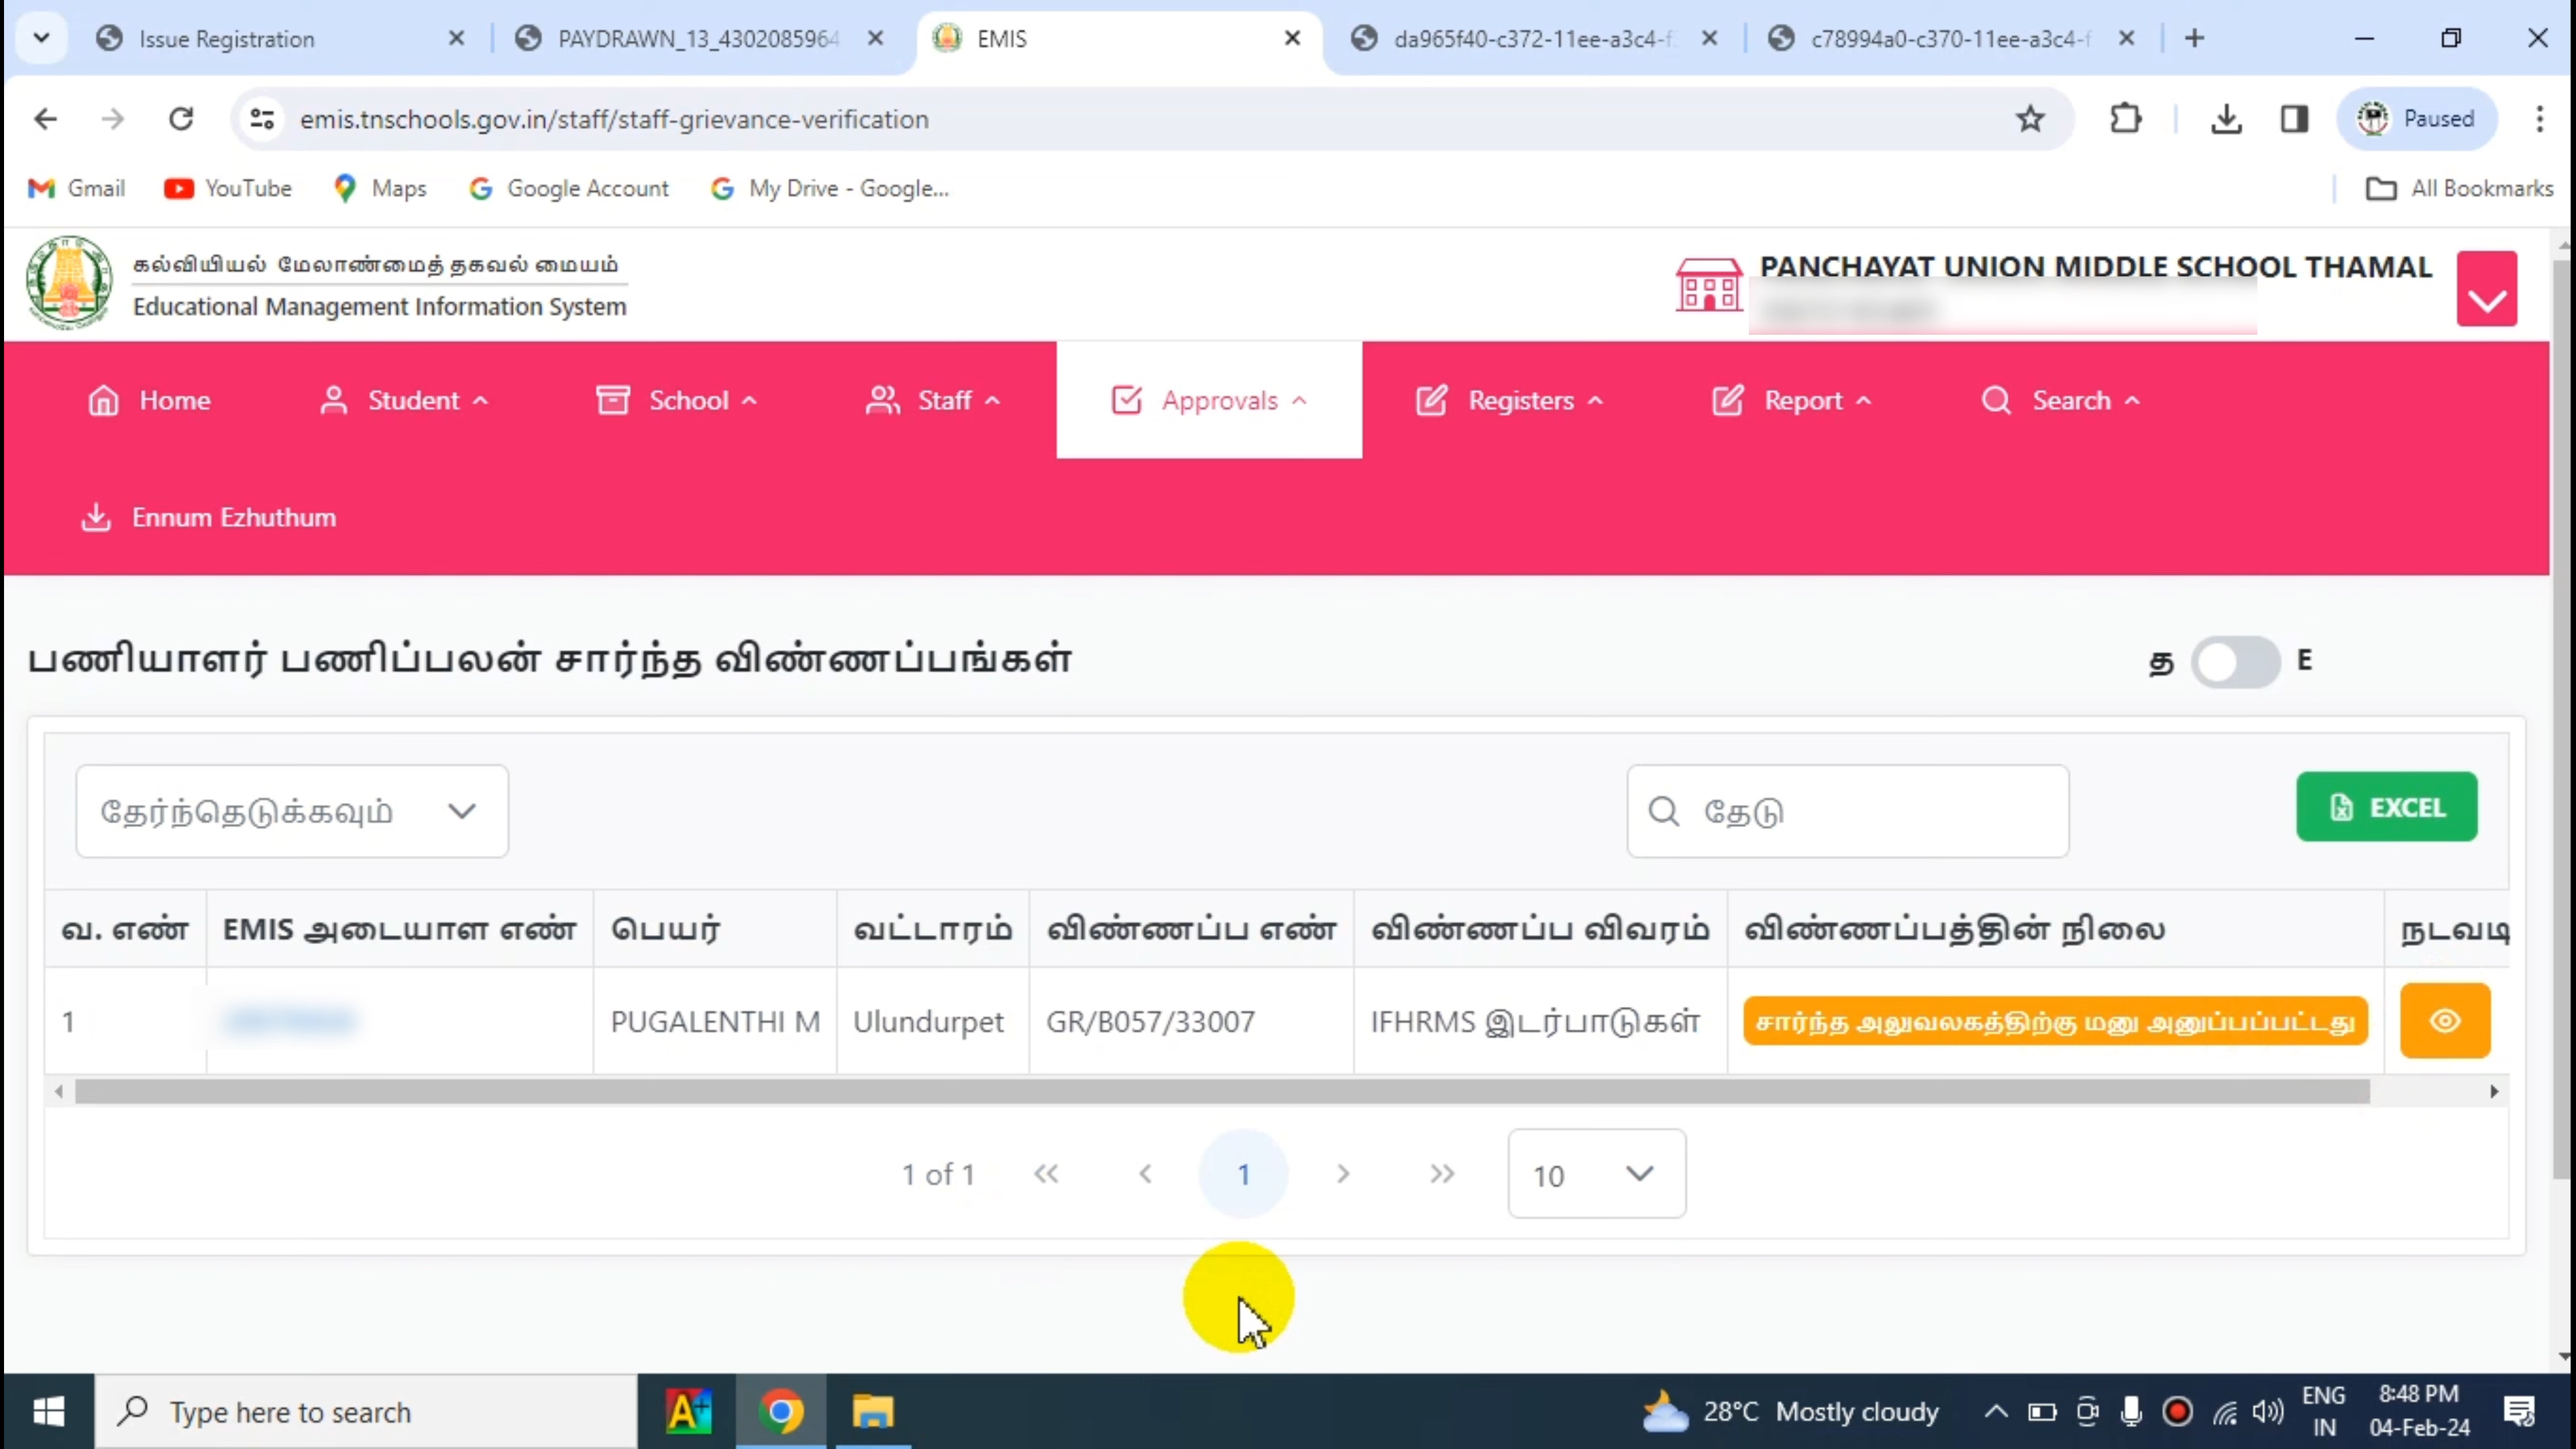 Issue Registration
PAYDRAWN_13_4302085964
EMIS
da965f40-c372-11ee-a3c4-f
c78994a0-c370-11ee-a3c4-f
emis.tnschools.gov.in/staff/staff-grievance-verification
Paused
Gmail
YouTube
Maps
Google Account
My Drive - Google...
All Bookmarks
கல்வியியல் மேலாண்மைத் தகவல் மையம்
Educational Management Information System
PANCHAYAT UNION MIDDLE SCHOOL THAMAL
Home
Student
School
Staff
Approvals
Registers
Report
Search
Ennum Ezhuthum
பணியாளர் பணிப்பலன் சார்ந்த விண்ணப்பங்கள்
த
E
தேர்ந்தெடுக்கவும்
தேடு
EXCEL
வ. எண்
EMIS அடையாள எண்
பெயர்
வட்டாரம்
விண்ணப்ப எண்
விண்ணப்ப விவரம்
விண்ணப்பத்தின் நிலை
நடவடி
1
PUGALENTHI M
Ulundurpet
GR/B057/33007
IFHRMS இடர்பாடுகள்
சார்ந்த அலுவலகத்திற்கு மனு அனுப்பப்பட்டது
1 of 1
1
10
Type here to search
28°C Mostly cloudy
ENG
IN
8:48 PM
04-Feb-24